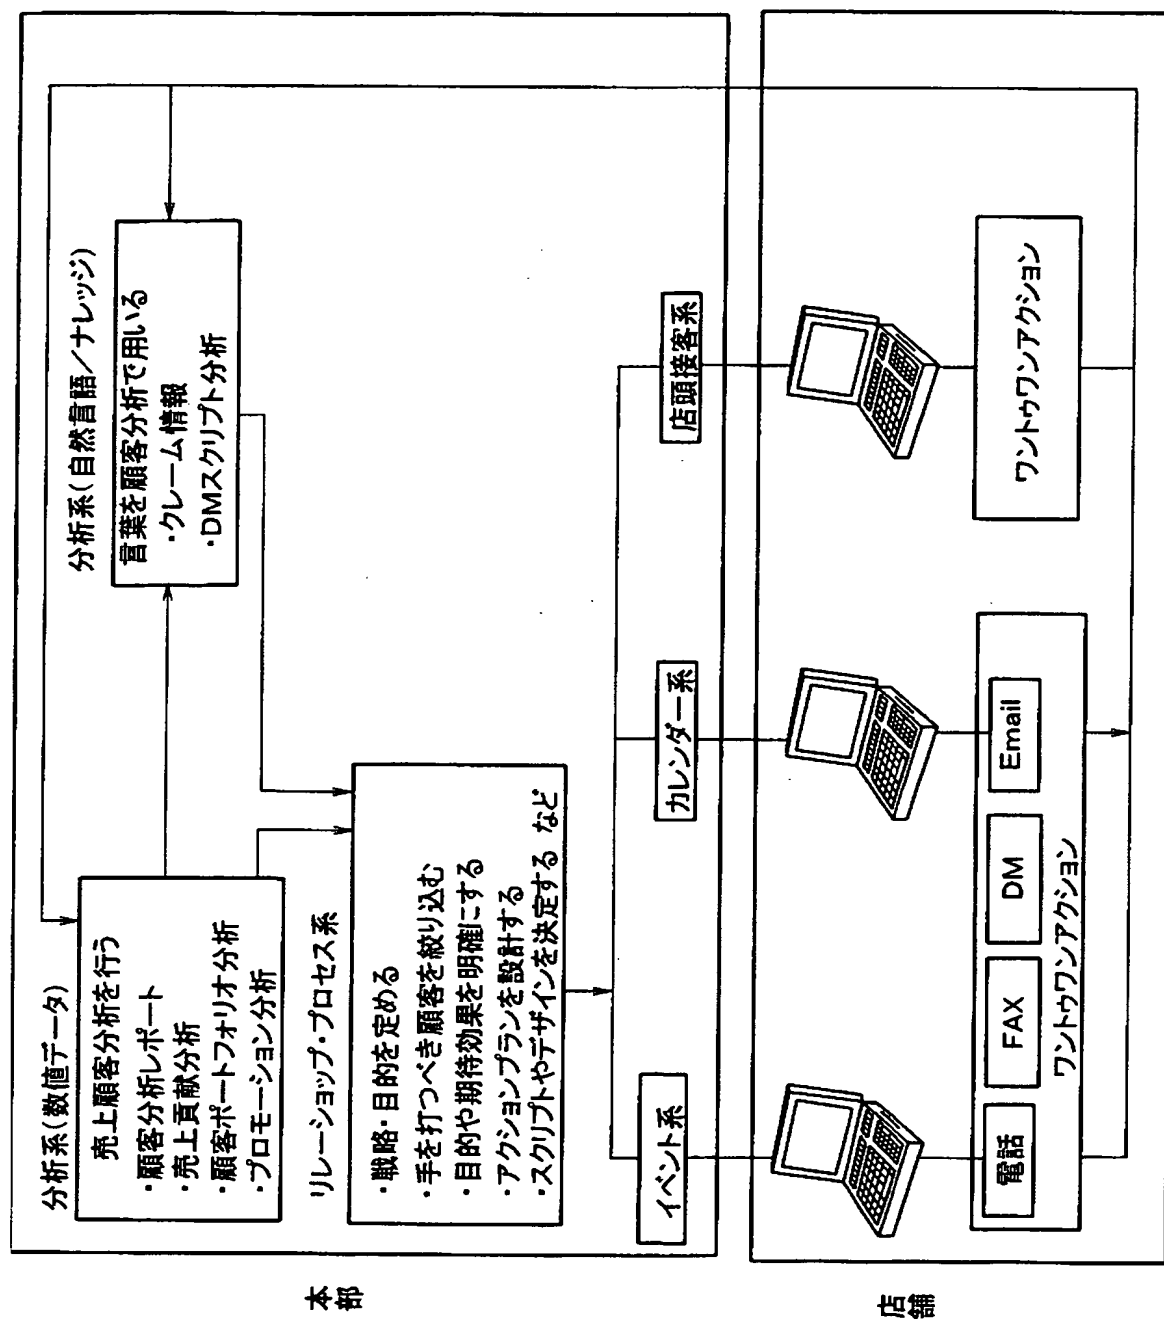 本部
分析系(数値データ)
売上顧客分析を行う
・顧客分析レポート
・売上貢献分析
・顧客ポートフォリオ分析
・プロモーション分析
分析系(自然言語／ナレッジ)
言葉を顧客分析で用いる
・クレーム情報
・DMスクリプト分析
リレーショップ・プロセス系
・戦略・目的を定める
・手を打つべき顧客を絞り込む
・目的や期待効果を明確にする
・アクションプランを設計する
・スクリプトやデザインを決定する など
イベント系
カレンダー系
店頭接客系
店舗
電話
FAX
DM
Email
ワントゥワンアクション
ワントゥワンアクション